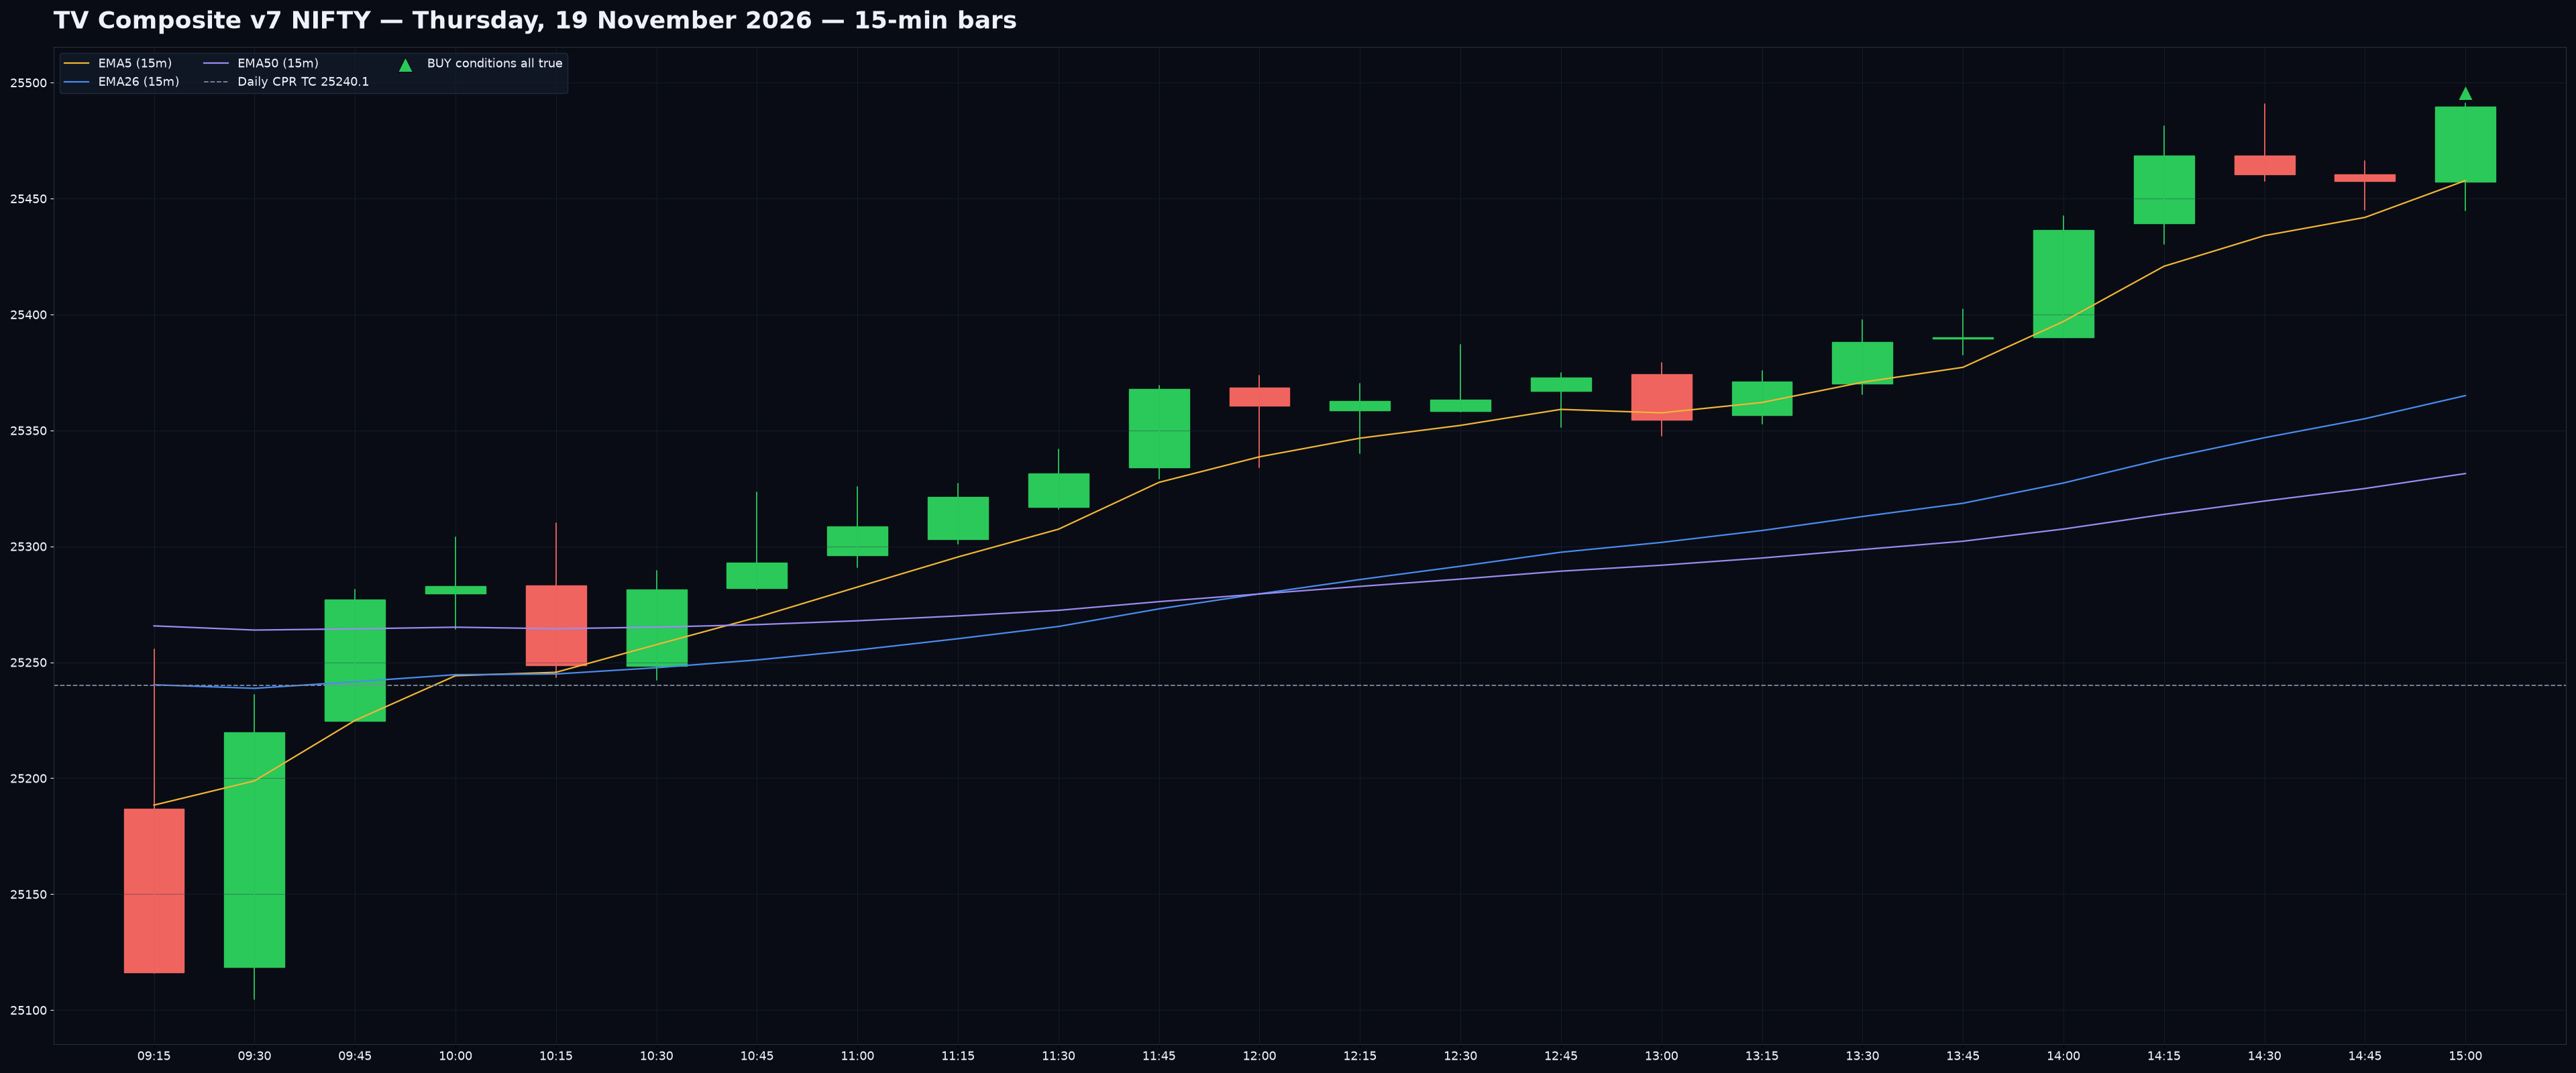 TV Composite v7 NIFTY — Thursday, 19 November 2026 — 15-min bars
EMA5 (15m)
EMA26 (15m)
EMA50 (15m)
Daily CPR TC 25240.1
BUY conditions all true
25500
25450
25400
25350
25300
25250
25200
25150
25100
09:15 09:30 09:45 10:00 10:15 10:30 10:45 11:00 11:15 11:30 11:45 12:00 12:15 12:30 12:45 13:00 13:15 13:30 13:45 14:00 14:15 14:30 14:45 15:00